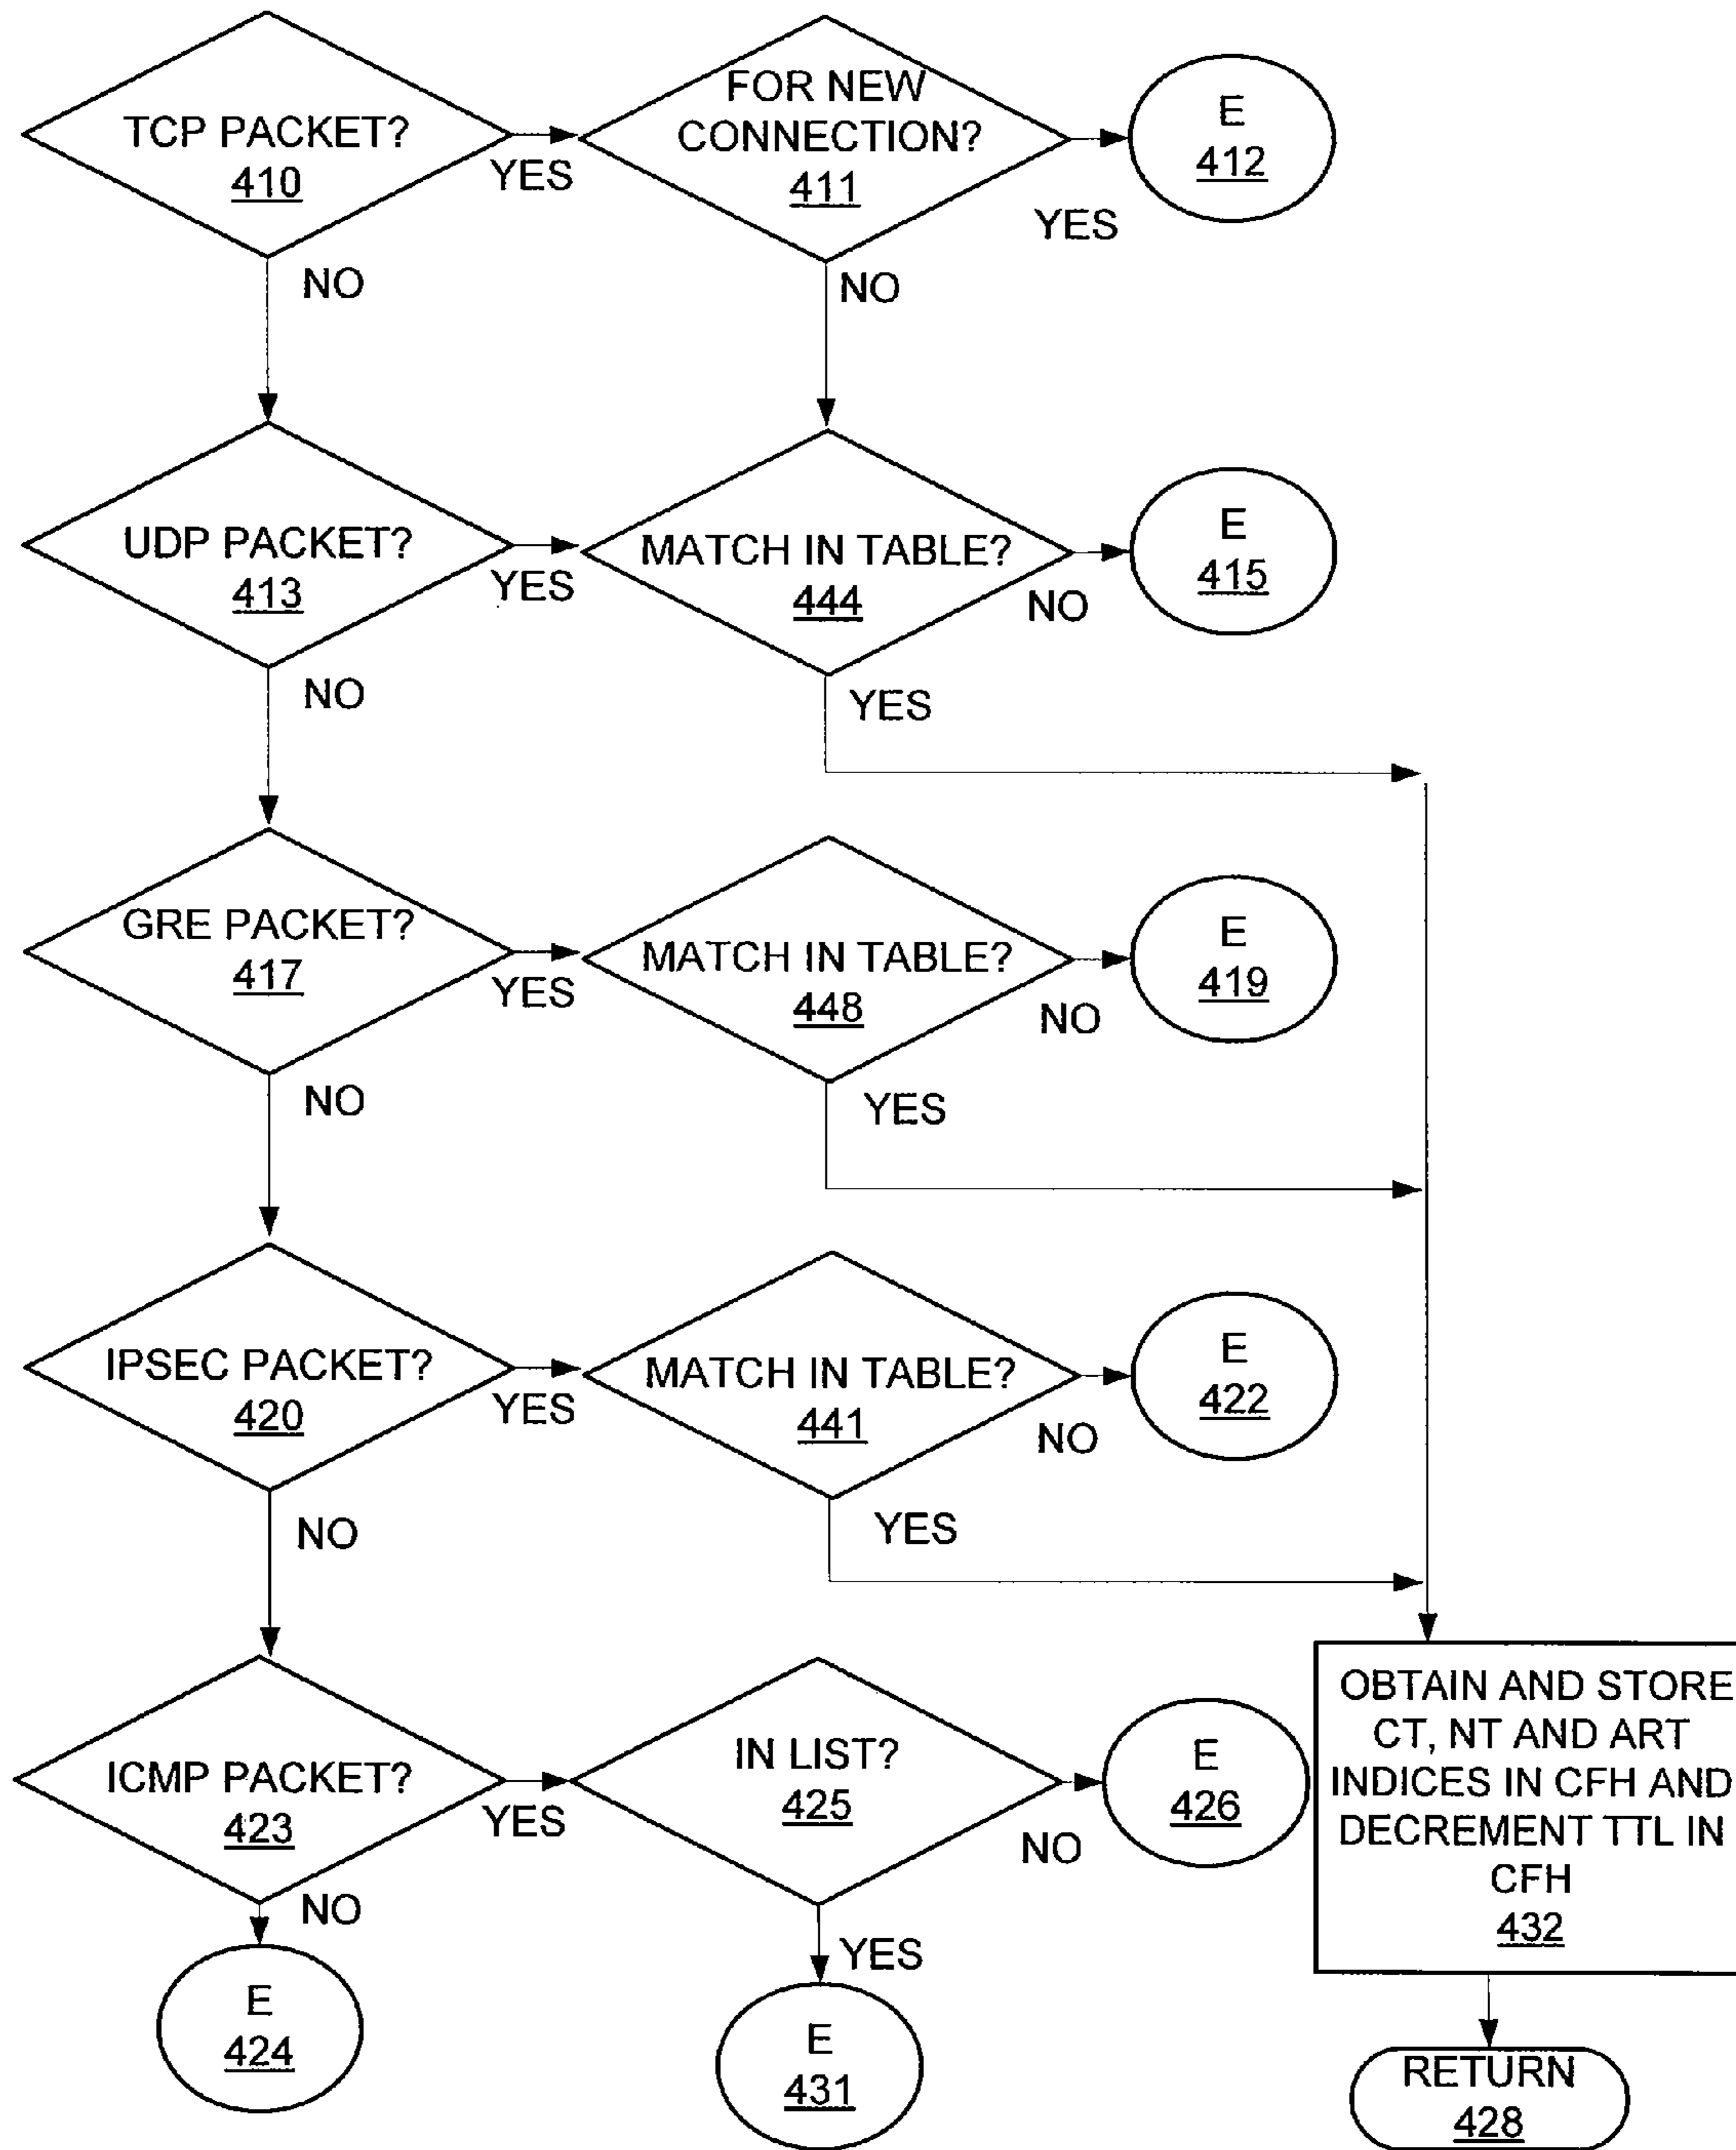 TCP PACKET?
410
YES
NO
FOR NEW
CONNECTION?
411
YES
NO
E
412
UDP PACKET?
413
YES
NO
MATCH IN TABLE?
444
NO
YES
E
415
GRE PACKET?
417
YES
NO
MATCH IN TABLE?
448
NO
YES
E
419
IPSEC PACKET?
420
YES
NO
MATCH IN TABLE?
441
NO
YES
E
422
ICMP PACKET?
423
YES
NO
IN LIST?
425
NO
YES
E
426
E
424
E
431
OBTAIN AND STORE
CT, NT AND ART
INDICES IN CFH AND
DECREMENT TTL IN
CFH
432
RETURN
428